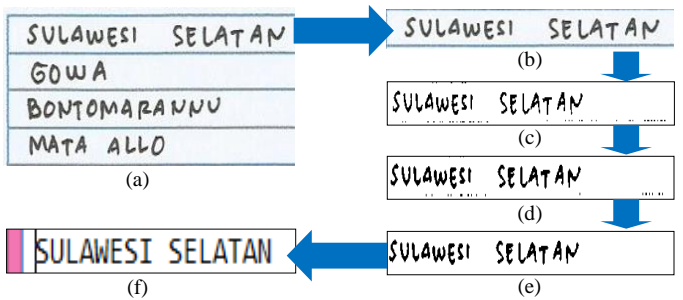 SULAWESI SELATAN
GOWA
BONTOMARANNU
MATA ALLO
(a)
SULAWESI SELATAN
(b)
SULAWESI SELATAN
(c)
SULAWESI SELATAN
(d)
SULAWESI SELATAN
(e)
SULAWESI SELATAN
(f)